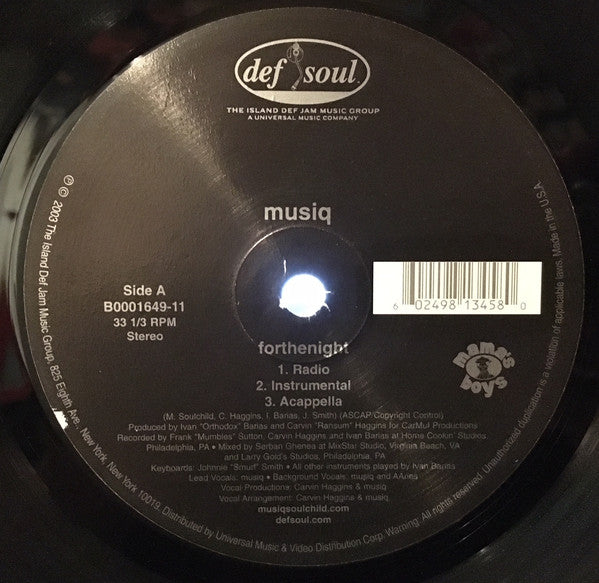 def soul.
THE ISLAND DEF JAM MUSIC GROUP
A UNIVERSAL MUSIC COMPANY
musiq
Side A
B0001649-11
33 1/3 RPM
Stereo
6 02498 13458 0
forthenight
1. Radio
2. Instrumental
3. Acappella
mama's boys
(M. Soulchild, C. Haggins, I. Barias, J. Smith) (ASCAP/Copyright Control)
Produced by Ivan "Orthodox" Barias and Carvin "Ransum" Haggins for CarMul Productions
Recorded by Frank "Mumbles" Sutton, Carvin Haggins and Ivan Barias at Home Cookin' Studios
Philadelphia, PA • Mixed by Serban Ghenea at MixStar Studio, Virginia Beach, VA
and Larry Gold's Studios, Philadelphia, PA
Keyboards: Johnnie "Smurf" Smith • All other instruments played by Ivan Barias
Lead Vocals: musiq • Background Vocals: musiq and AAries
Vocal Productions: Carvin Haggins & musiq
Vocal Arrangement: Carvin Haggins & musiq
musiqsoulchild.com
defsoul.com
℗ © 2003 The Island Def Jam Music Group, 825 Eighth Ave., New York, New York 10019. Distributed by Universal Music & Video Distribution Corp. Warning: All rights reserved. Unauthorized duplication is a violation of applicable laws. Made in the U.S.A.